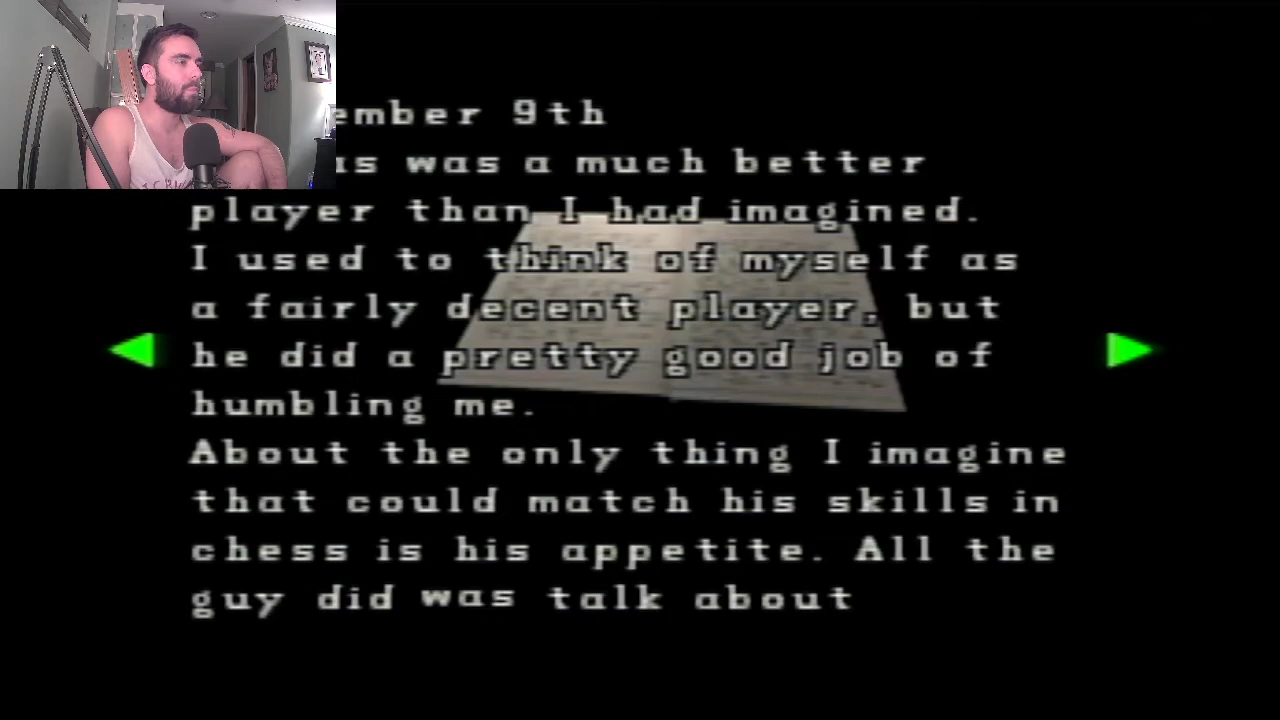 ember 9th
as was a much better
player than I had imagined.
I used to think of myself as
a fairly decent player, but
he did a pretty good job of
humbling me.
About the only thing I imagine
that could match his skills in
chess is his appetite. All the
guy did was talk about